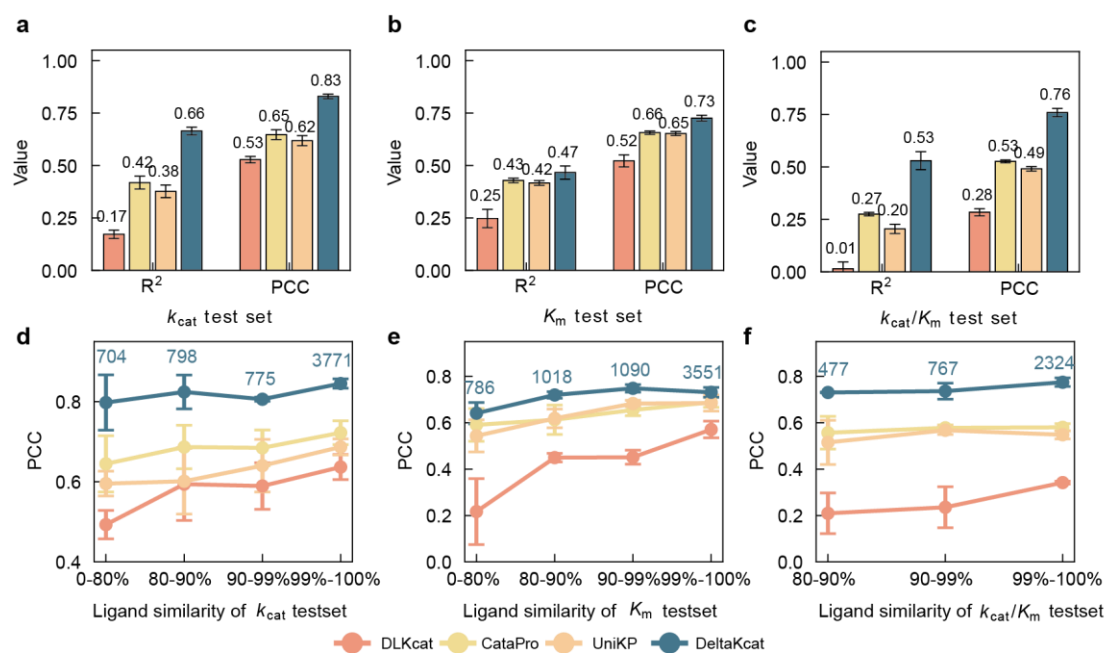 a
1.00
0.75
0.50
0.25
0.00
Value
0.17
0.42
0.38
0.66
0.53
0.65
0.62
0.83
R²
PCC
kcat test set
b
1.00
0.75
0.50
0.25
0.00
Value
0.25
0.43
0.42
0.47
0.52
0.66
0.65
0.73
R²
PCC
Km test set
c
1.00
0.75
0.50
0.25
0.00
Value
0.01
0.27
0.20
0.53
0.28
0.53
0.49
0.76
R²
PCC
kcat/Km test set
d
0.8
0.6
0.4
PCC
704
798
775
3771
0-80%
80-90%
90-99%
99%-100%
Ligand similarity of kcat testset
e
0.8
0.6
0.4
0.2
0.0
PCC
786
1018
1090
3551
0-80%
80-90%
90-99%
99%-100%
Ligand similarity of Km testset
f
0.8
0.6
0.4
0.2
0.0
PCC
477
767
2324
80-90%
90-99%
99%-100%
Ligand similarity of kcat/Km testset
DLKcat
CataPro
UniKP
DeltaKcat